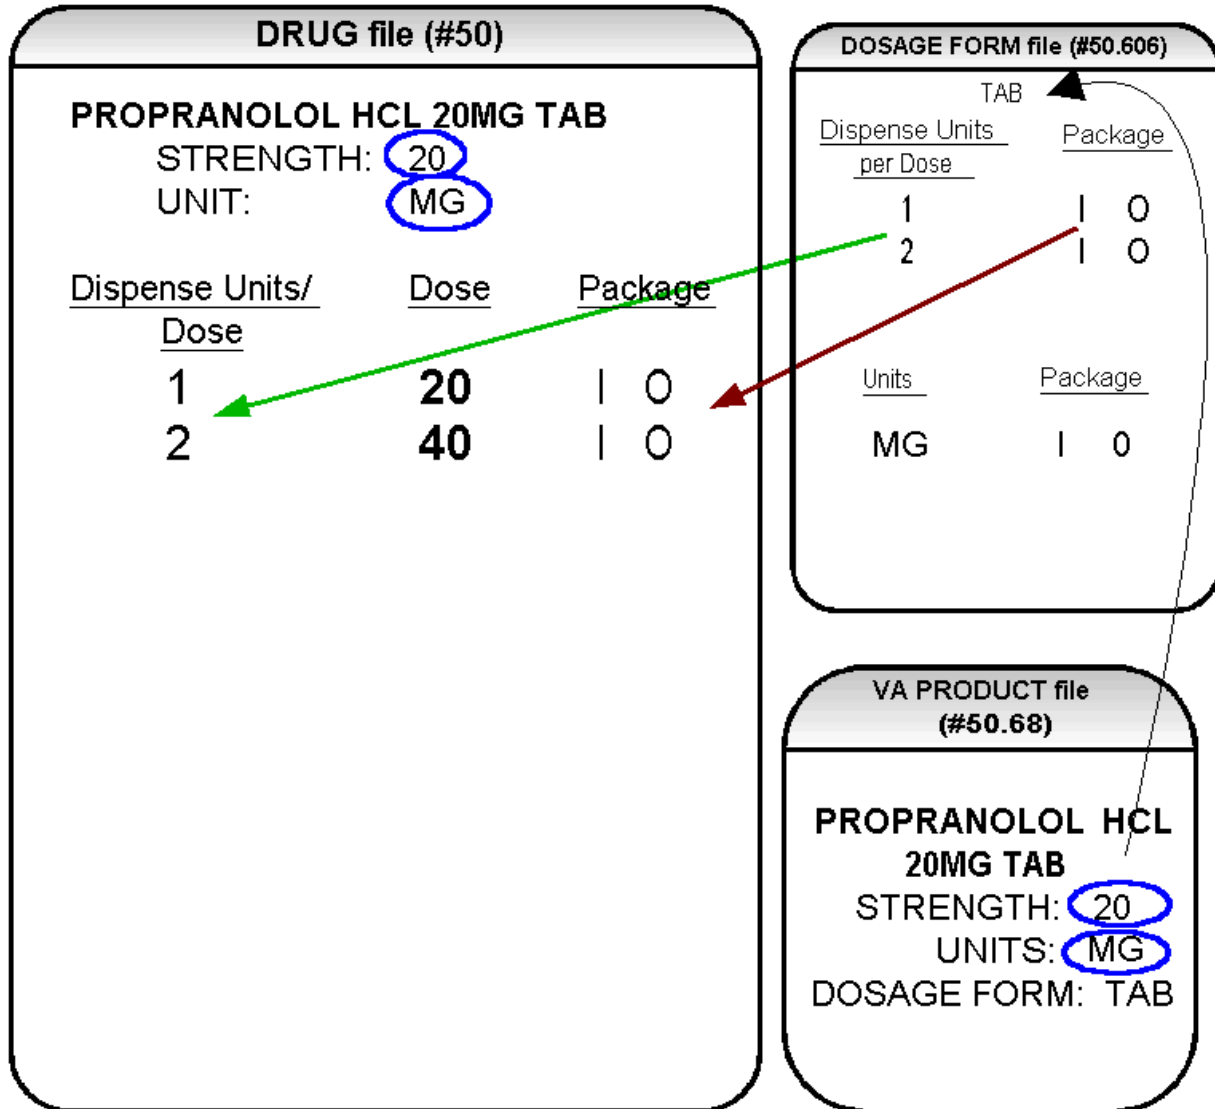 DRUG file (#50)
PROPRANOLOL HCL 20MG TAB
STRENGTH: 20
UNIT: MG
Dispense Units/ Dose Package
Dose
1 20 I O
2 40 I O
DOSAGE FORM file (#50.606)
TAB
Dispense Units Package
per Dose
1 I O
2 I O
Units Package
MG I 0
VA PRODUCT file
(#50.68)
PROPRANOLOL HCL
20MG TAB
STRENGTH: 20
UNITS: MG
DOSAGE FORM: TAB